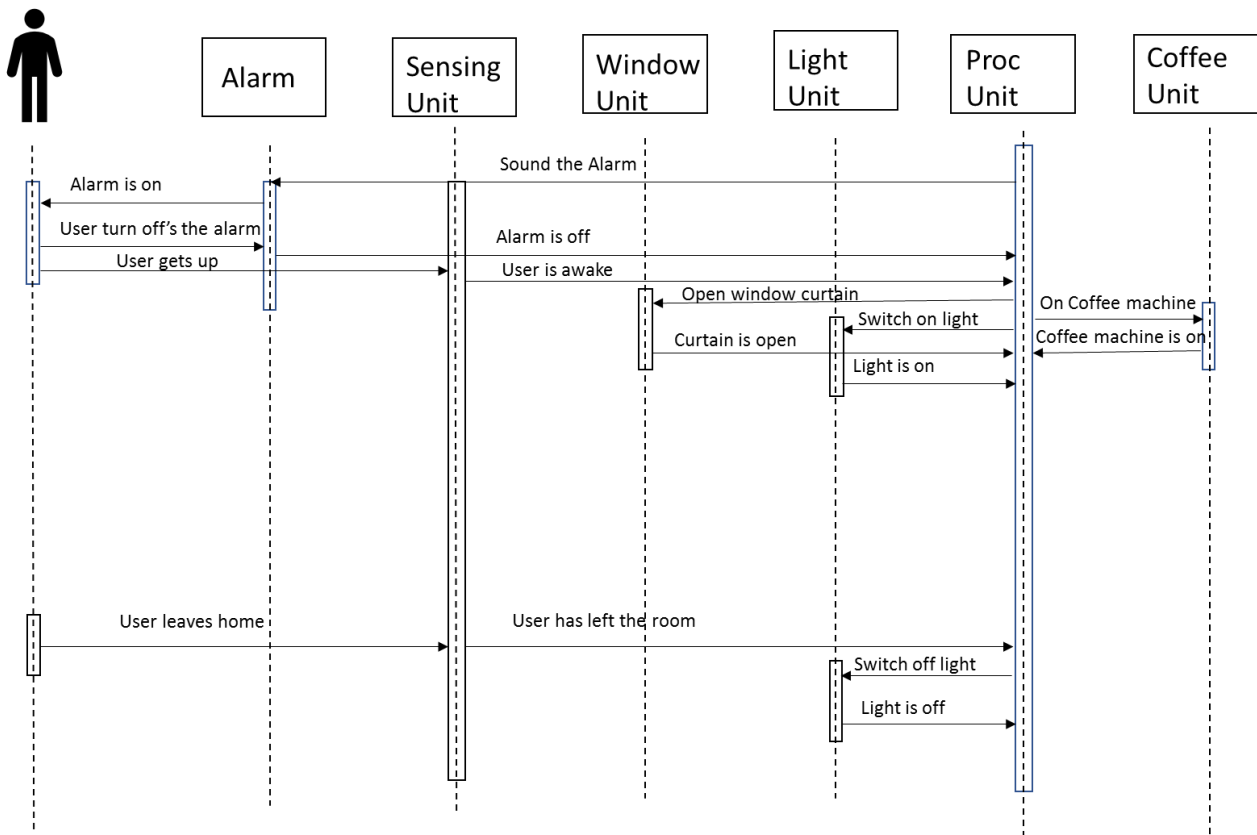 Alarm
Sensing
Unit
Window
Unit
Light
Unit
Proc
Unit
Coffee
Unit
Sound the Alarm
Alarm is on
User turn off's the alarm
Alarm is off
User gets up
User is awake
Open window curtain
On Coffee machine
Switch on light
Coffee machine is on
Curtain is open
Light is on
User leaves home
User has left the room
Switch off light
Light is off